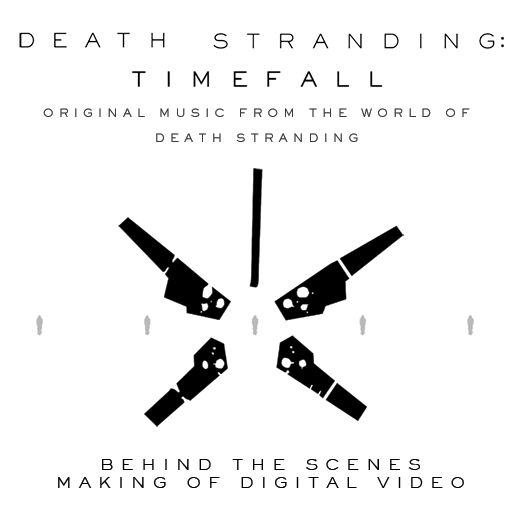 DEATH STRANDING:
TIMEFALL
ORIGINAL MUSIC FROM THE WORLD OF
DEATH STRANDING
BEHIND THE SCENES
MAKING OF DIGITAL VIDEO